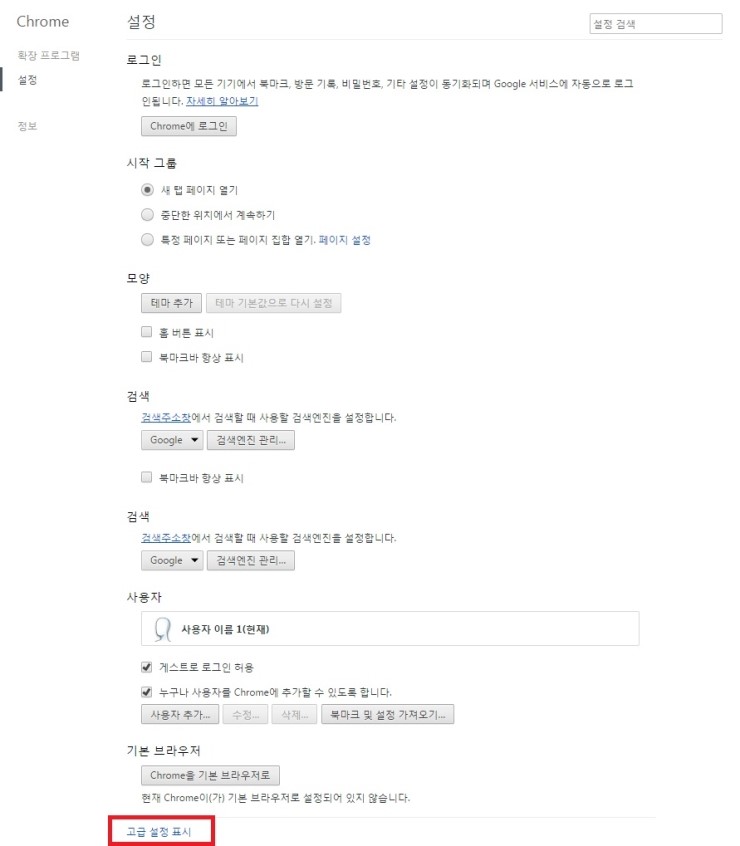 Chrome
설정
설정 검색
확장 프로그램
설정
정보
로그인
로그인하면 모든 기기에서 북마크, 방문 기록, 비밀번호, 기타 설정이 동기화되며 Google 서비스에 자동으로 로그
인됩니다. 자세히 알아보기
Chrome에 로그인
시작 그룹
새 탭 페이지 열기
중단한 위치에서 계속하기
특정 페이지 또는 페이지 집합 열기. 페이지 설정
모양
테마 추가 테마 기본값으로 다시 설정
홈 버튼 표시
북마크바 항상 표시
검색
검색주소창에서 검색할 때 사용할 검색엔진을 설정합니다.
Google 검색엔진 관리...
북마크바 항상 표시
검색
검색주소창에서 검색할 때 사용할 검색엔진을 설정합니다.
Google 검색엔진 관리...
사용자
사용자 이름 1(현재)
게스트로 로그인 허용
누구나 사용자를 Chrome에 추가할 수 있도록 합니다.
사용자 추가... 수정... 삭제... 북마크 및 설정 가져오기...
기본 브라우저
Chrome을 기본 브라우저로
현재 Chrome이(가) 기본 브라우저로 설정되어 있지 않습니다.
고급 설정 표시